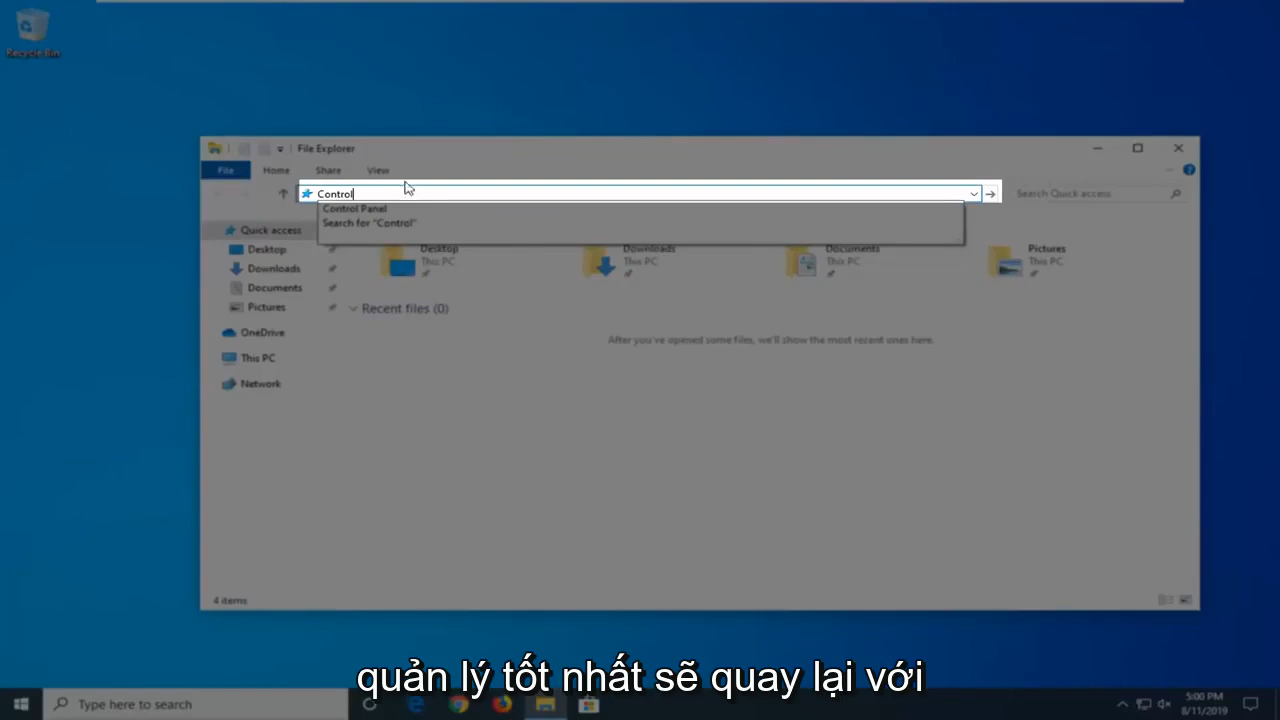 Recycle Bin
File Explorer
File Home Share View
Control
Search Quick access
Control Panel
Search for "Control"
Quick access
Desktop
Downloads
Documents
Pictures
OneDrive
This PC
Network
Desktop
This PC
Downloads
This PC
Documents
This PC
Pictures
This PC
Recent files (0)
After you've opened some files, we'll show the most recent ones here.
4 items
quản lý tốt nhất sẽ quay lại với
Type here to search
5:00 PM
8/11/2019